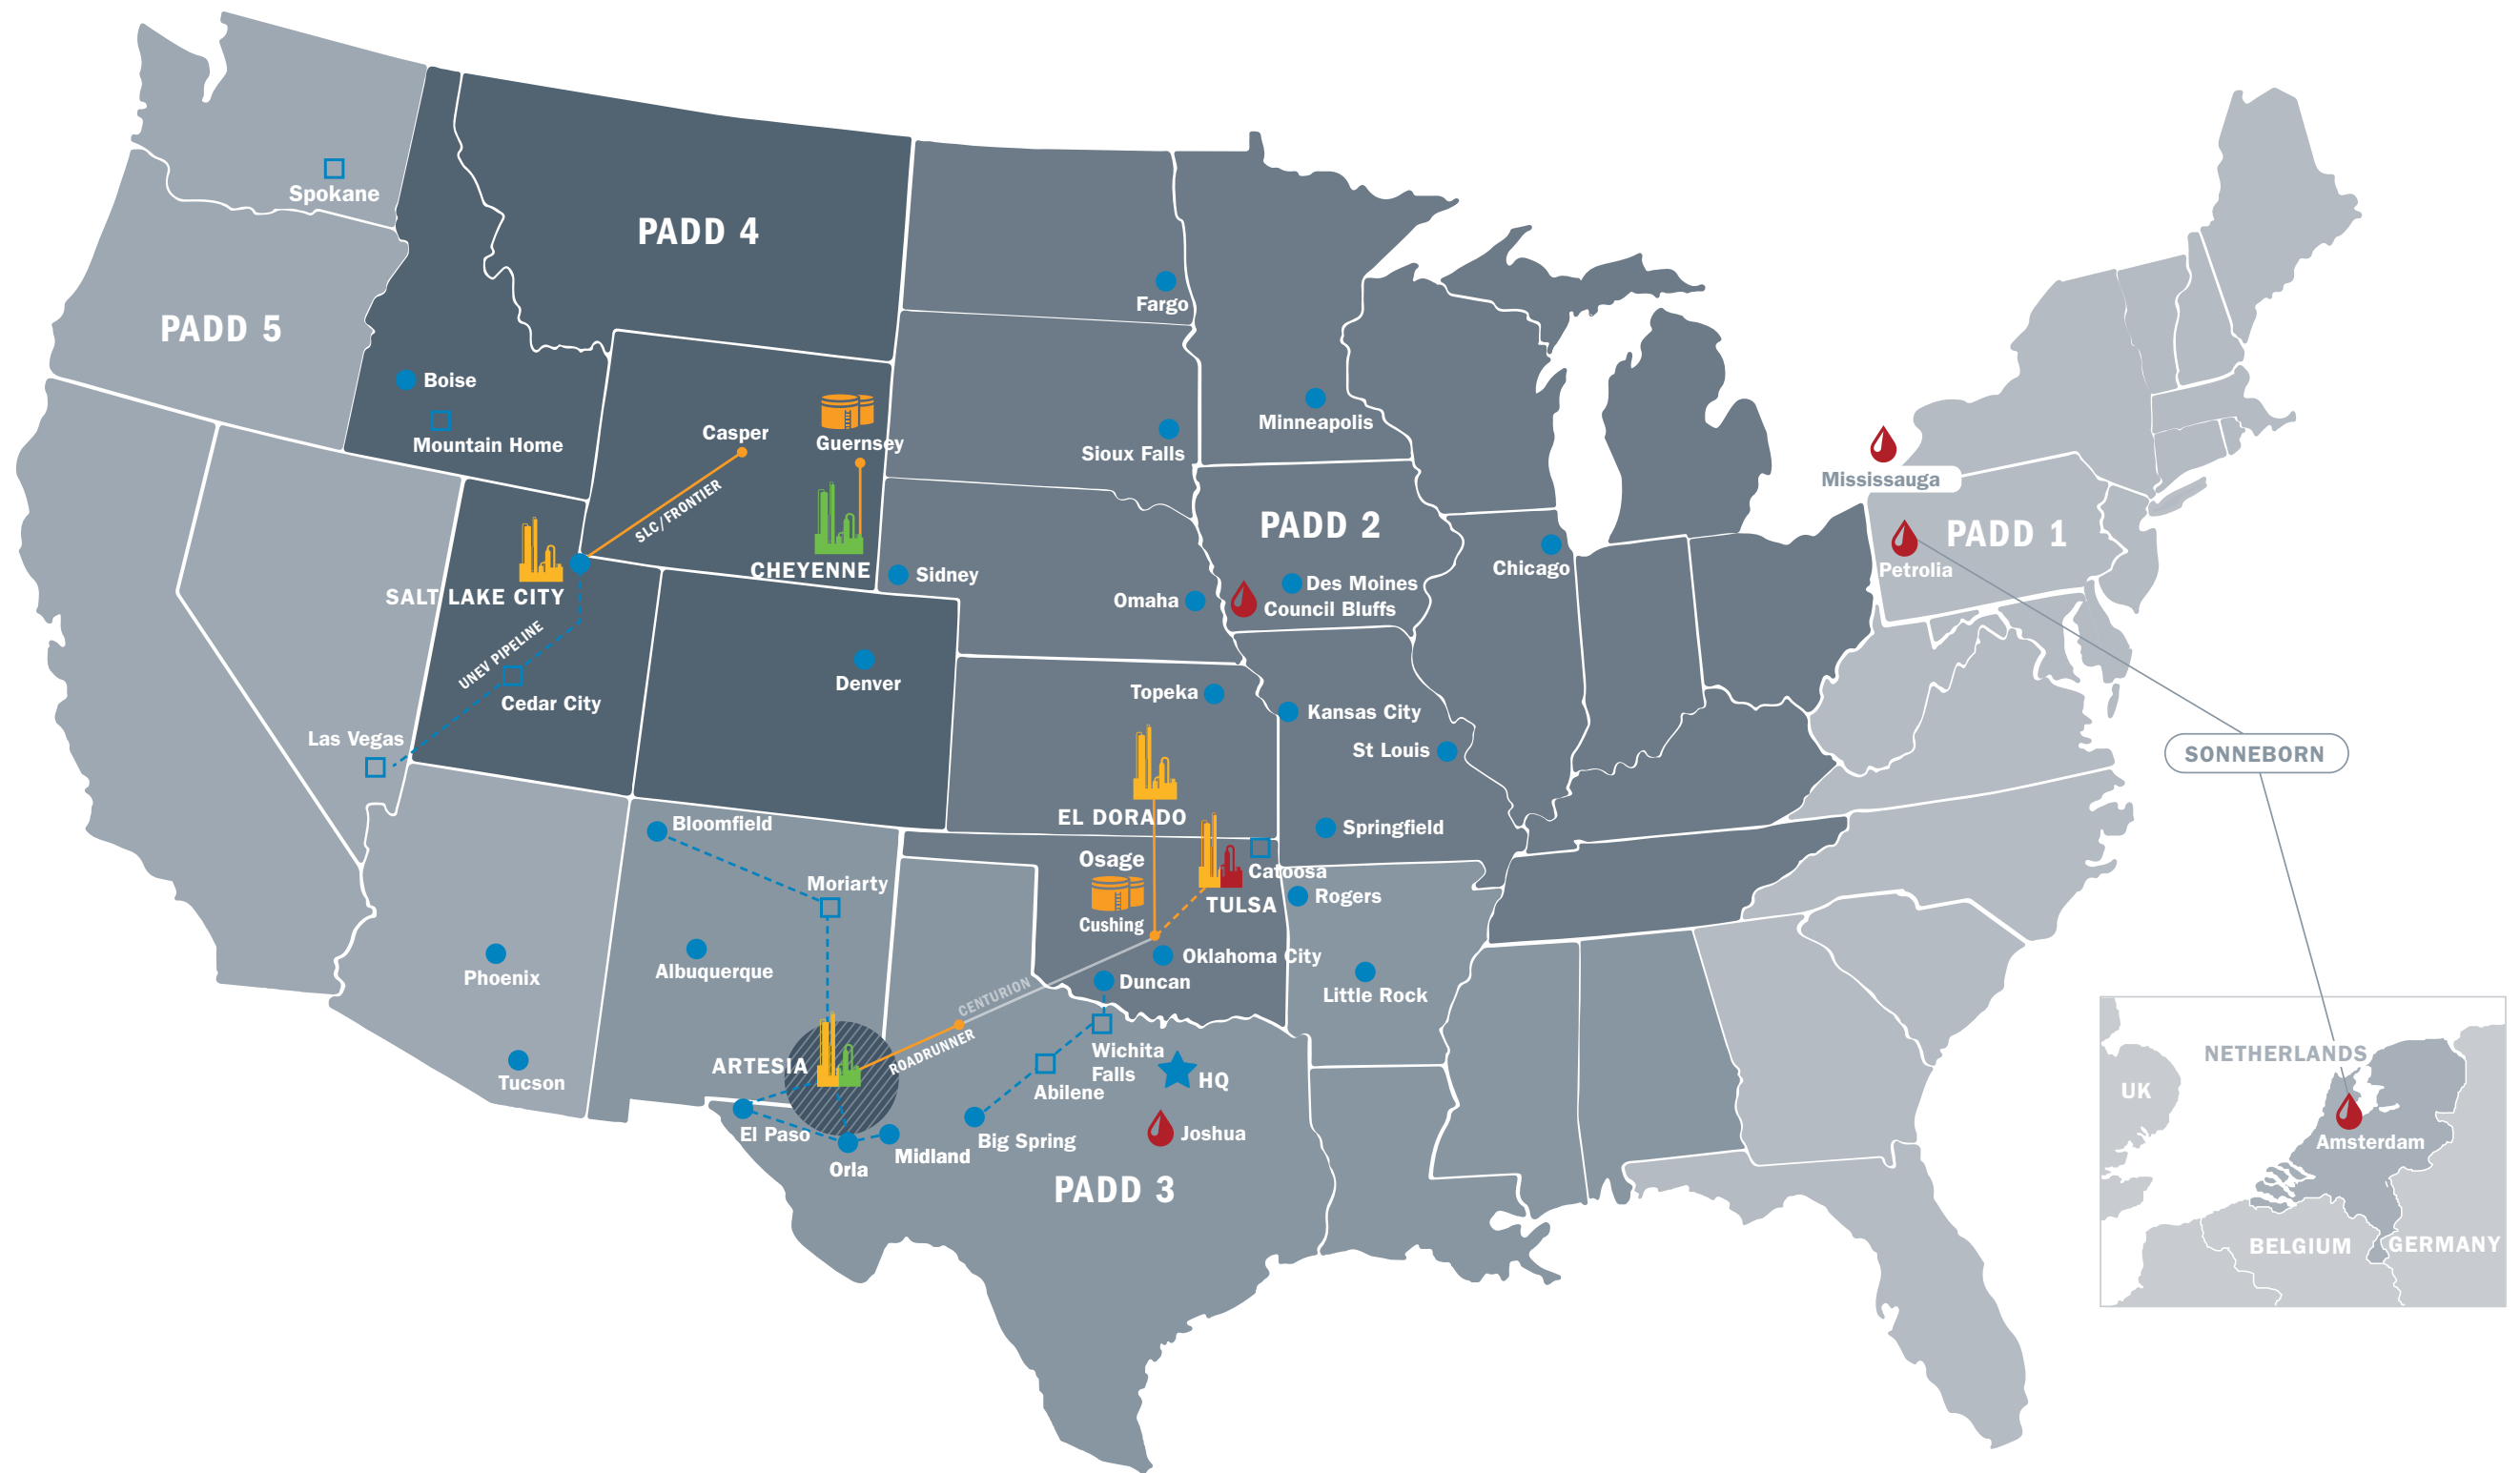 Spokane
PADD 4
PADD 5
Fargo
Boise
Mountain Home
Casper
Guernsey
Minneapolis
Sioux Falls
Mississauga
SLC/FRONTIER
PADD 2
PADD 1
CHEYENNE
Sidney
Chicago
Petrolia
SALT LAKE CITY
Omaha
Des Moines
Council Bluffs
UNEV PIPELINE
Cedar City
Denver
Topeka
Kansas City
Las Vegas
St Louis
SONNEBORN
EL DORADO
Bloomfield
Springfield
Osage
Catoosa
Moriarty
Rogers
TULSA
Cushing
Oklahoma City
Phoenix
Albuquerque
Duncan
Little Rock
CENTURION
ROADRUNNER
ARTESIA
Wichita
Falls
HQ
Tucson
Abilene
El Paso
Big Spring
Joshua
Orla
Midland
PADD 3
NETHERLANDS
UK
Amsterdam
BELGIUM
GERMANY